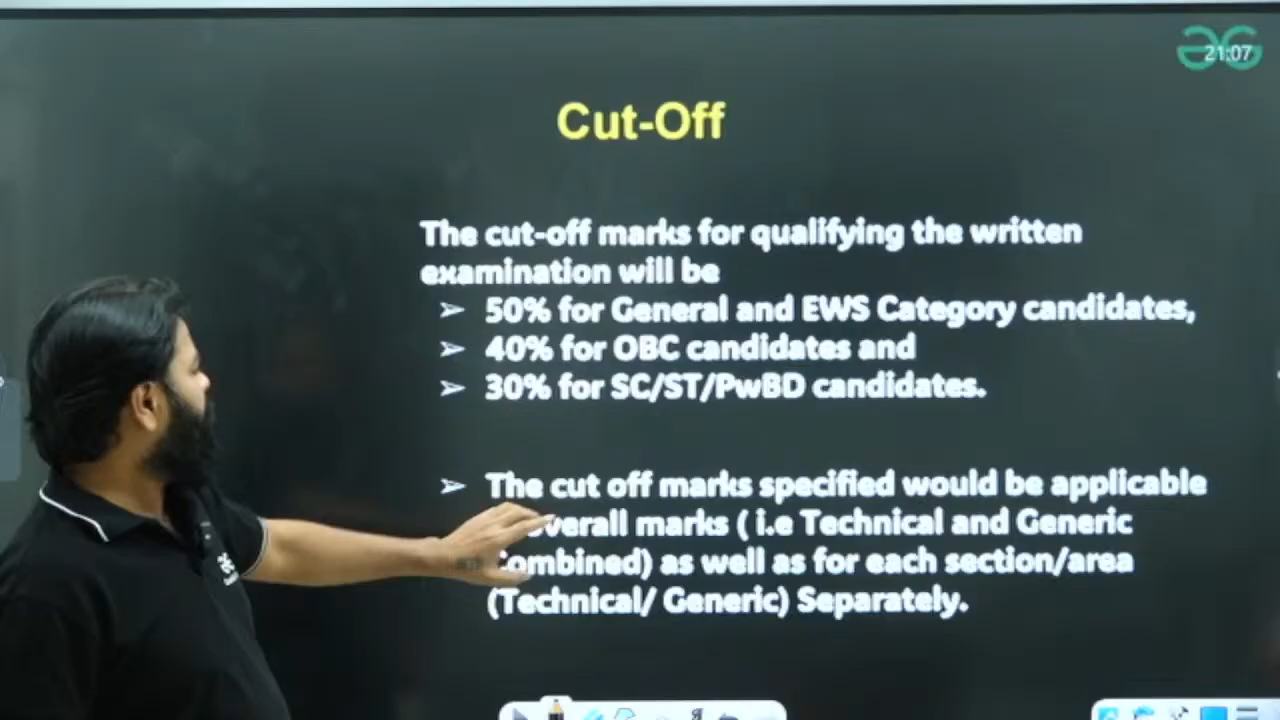 21:07
Cut-Off
The cut-off marks for qualifying the written
examination will be
➢ 50% for General and EWS Category candidates,
➢ 40% for OBC candidates and
➢ 30% for SC/ST/PwBD candidates.
➢ The cut off marks specified would be applicable
overall marks ( i.e Technical and Generic
Combined) as well as for each section/area
(Technical/ Generic) Separately.